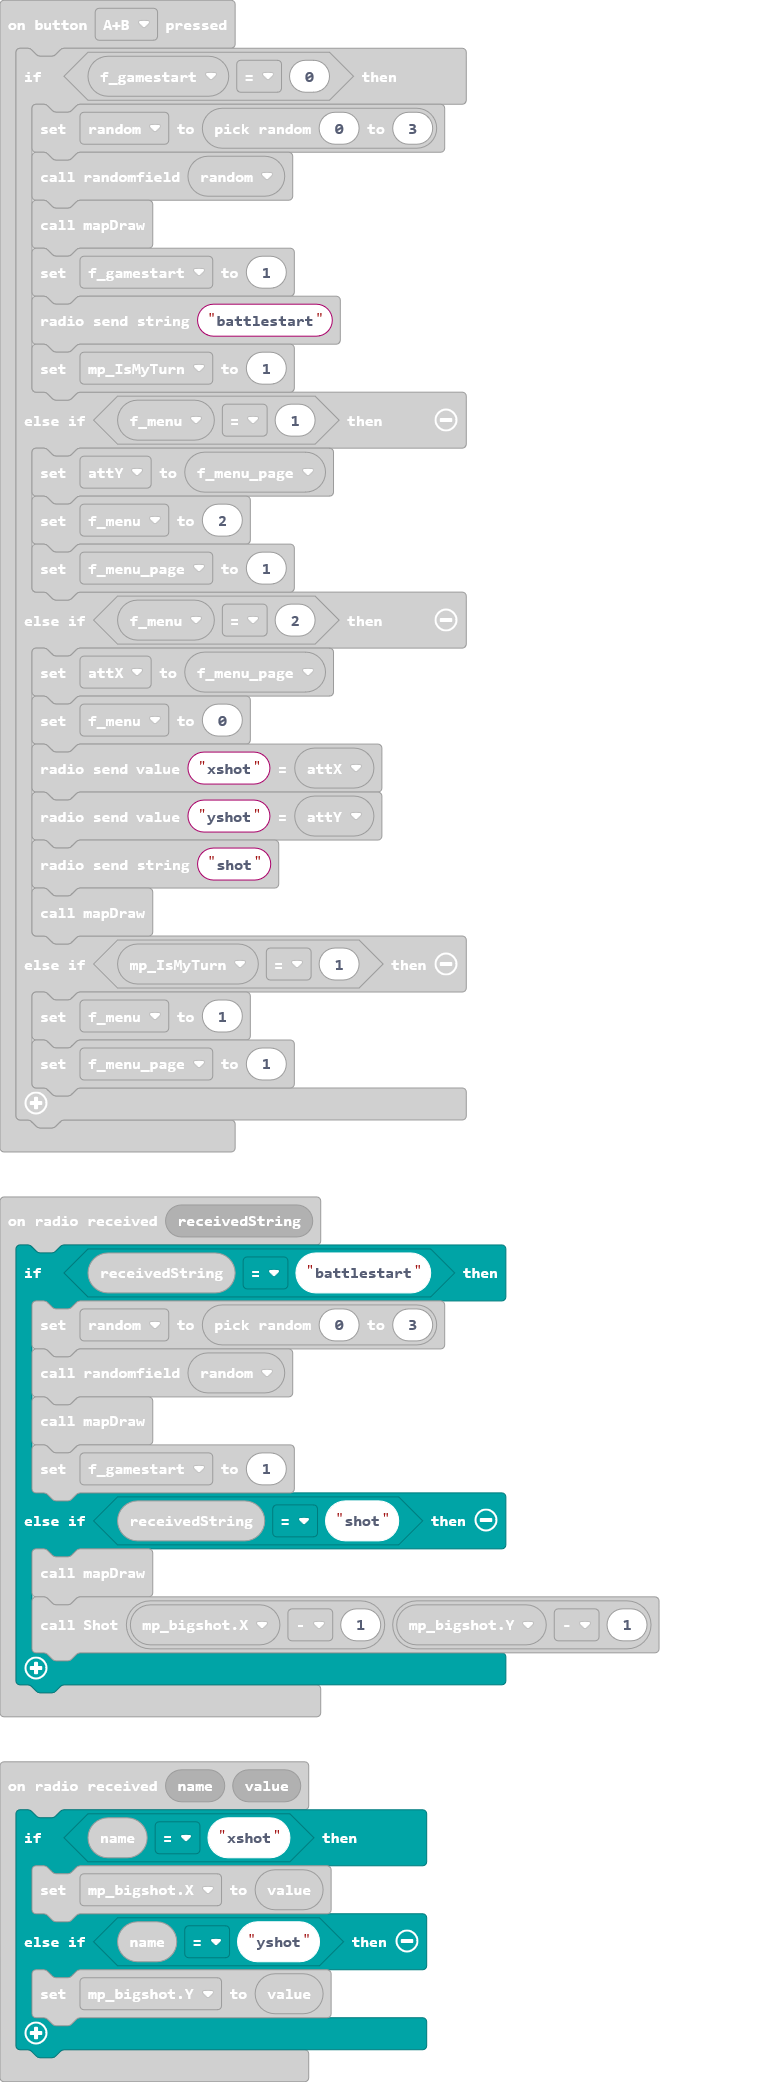 on button A+B pressed
if f_gamestart = 0 then
set random to pick random 0 to 3
call randomfield random
call mapDraw
set f_gamestart to 1
radio send string "battlestart"
set mp_IsMyTurn to 1
else if f_menu = 1 then
set attY to f_menu_page
set f_menu to 2
set f_menu_page to 1
else if f_menu = 2 then
set attX to f_menu_page
set f_menu to 0
radio send value "xshot" = attX
radio send value "yshot" = attY
radio send string "shot"
call mapDraw
else if mp_IsMyTurn = 1 then
set f_menu to 1
set f_menu_page to 1
on radio received receivedString
if receivedString = "battlestart" then
set random to pick random 0 to 3
call randomfield random
call mapDraw
set f_gamestart to 1
else if receivedString = "shot" then
call mapDraw
call Shot mp_bigshot.X - 1 mp_bigshot.Y - 1
on radio received name value
if name = "xshot" then
set mp_bigshot.X to value
else if name = "yshot" then
set mp_bigshot.Y to value